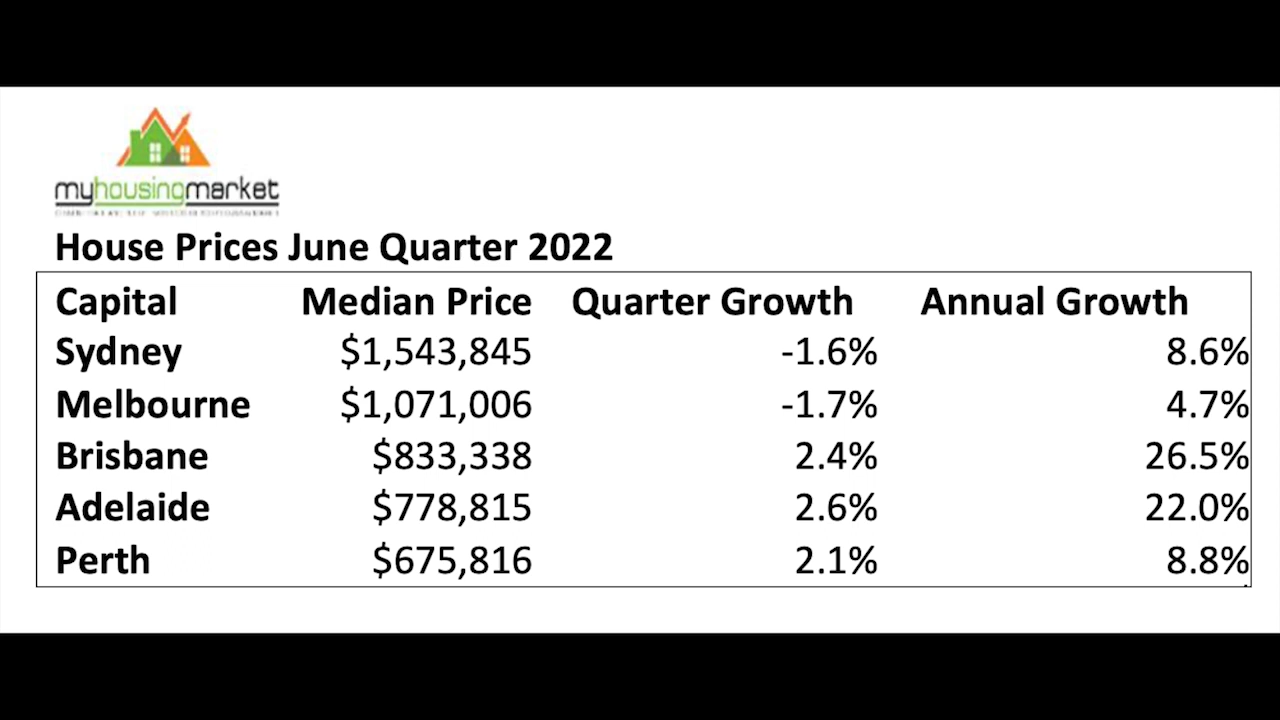 myhousingmarket
House Prices June Quarter 2022
Capital Median Price Quarter Growth Annual Growth
Sydney $1,543,845 -1.6% 8.6%
Melbourne $1,071,006 -1.7% 4.7%
Brisbane $833,338 2.4% 26.5%
Adelaide $778,815 2.6% 22.0%
Perth $675,816 2.1% 8.8%